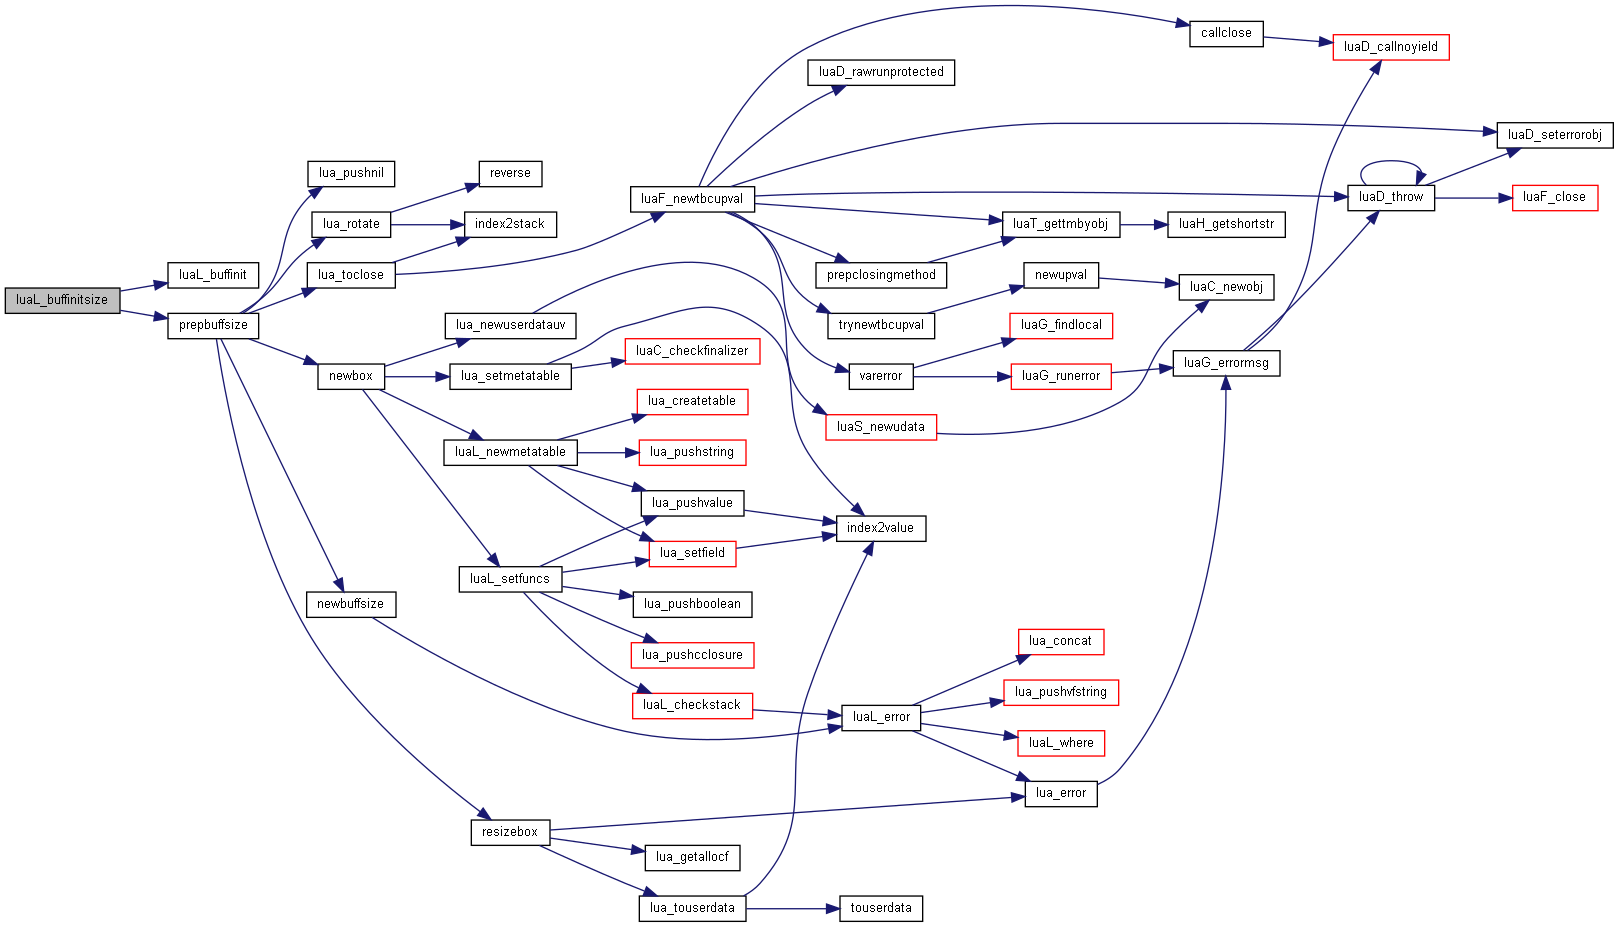 callclose
luaD_callnoyield
luaD_rawrunprotected
luaD_seterrorobj
lua_pushnil
reverse
luaF_newtbcupval
luaD_throw
luaF_close
lua_rotate
index2stack
luaT_gettmbyobj
luaH_getshortstr
luaL_buffinit
lua_toclose
prepclosingmethod
newupval
luaC_newobj
luaL_buffinitsize
prepbuffsize
lua_newuserdatauv
trynewtbcupval
luaG_findlocal
luaC_checkfinalizer
luaG_errormsg
newbox
lua_setmetatable
varerror
luaG_runerror
lua_createtable
luaS_newudata
luaL_newmetatable
lua_pushstring
lua_pushvalue
index2value
lua_setfield
luaL_setfuncs
newbuffsize
lua_pushboolean
lua_pushcclosure
lua_concat
luaL_checkstack
luaL_error
lua_pushvfstring
luaL_where
lua_error
resizebox
lua_getallocf
lua_touserdata
touserdata